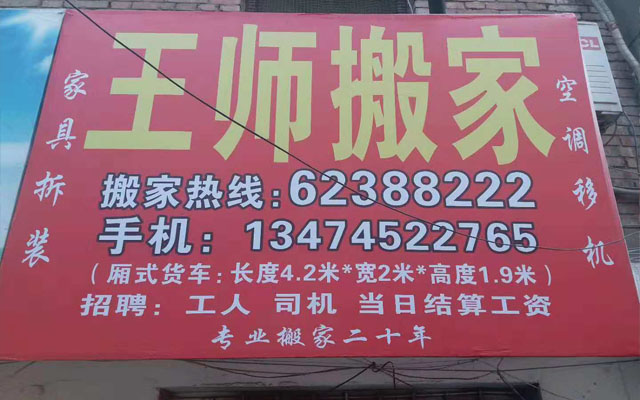 王师搬家
家具拆装
空调移机
搬家热线：62388222
手机：13474522765
（厢式货车：长度4.2米*宽2米*高度1.9米）
招聘：工人 司机 当日结算工资
专业搬家二十年